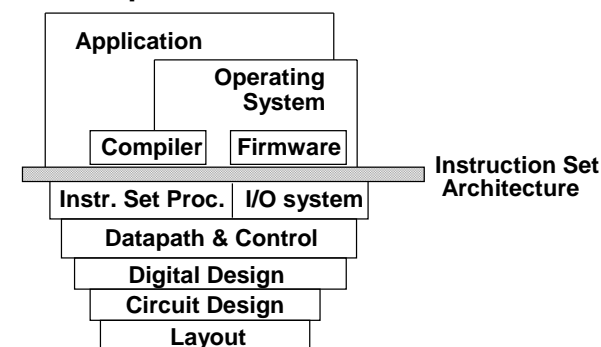 Application
Operating
System
Compiler
Firmware
Instruction Set
Architecture
Instr. Set Proc.
I/O system
Datapath & Control
Digital Design
Circuit Design
Layout